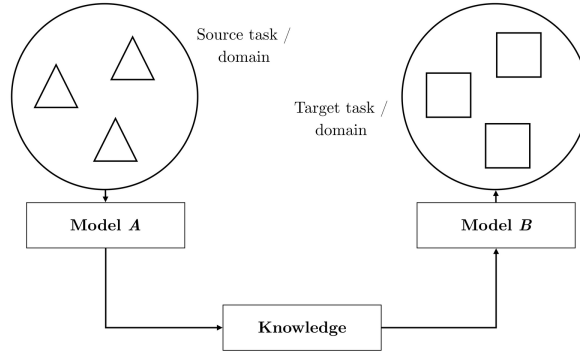 Source task /
domain
Target task /
domain
Model A
Model B
Knowledge